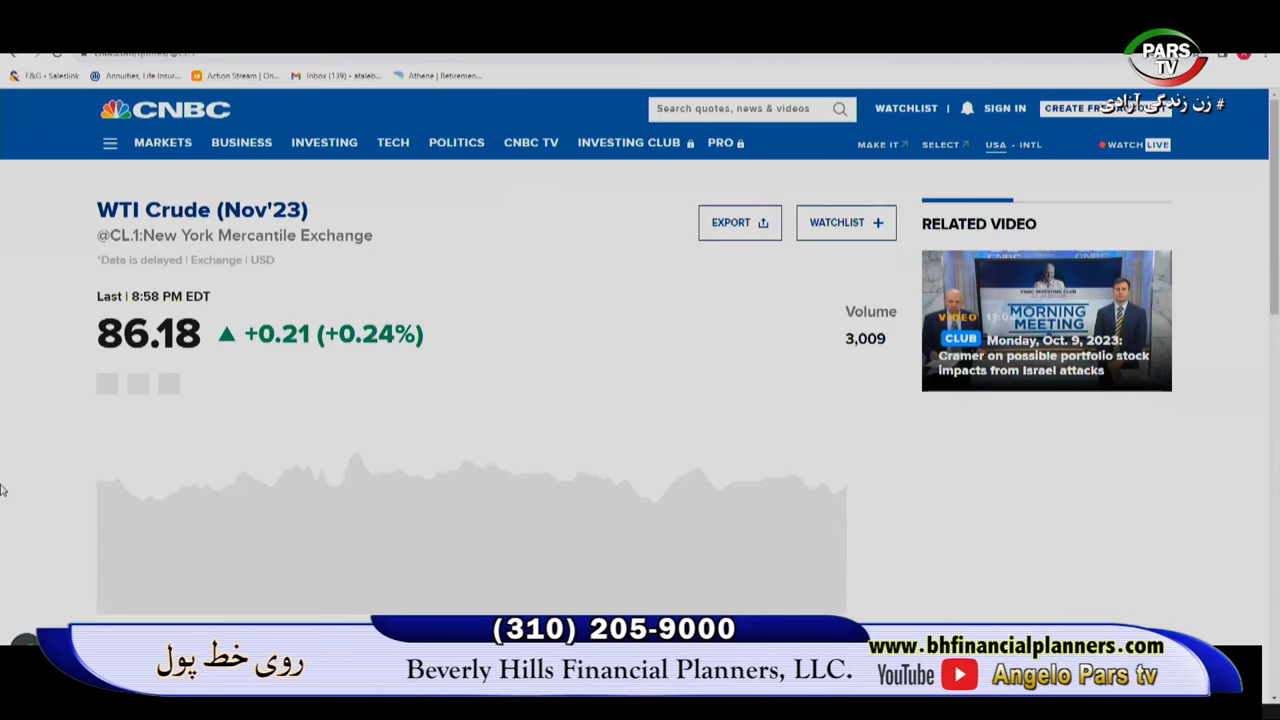 PARS
TV
# زن زندگی آزادی
F&G - Saleslink
Annuities, Life Insur...
Action Stream | On...
Inbox (139) - ataleb...
Athene | Retiremen...
CNBC
Search quotes, news & videos
WATCHLIST
SIGN IN
MARKETS
BUSINESS
INVESTING
TECH
POLITICS
CNBC TV
INVESTING CLUB
PRO
MAKE IT
SELECT
USA • INTL
WATCH LIVE
WTI Crude (Nov'23)
@CL.1:New York Mercantile Exchange
*Data is delayed | Exchange | USD
EXPORT
WATCHLIST +
Last | 8:58 PM EDT
86.18 ▲ +0.21 (+0.24%)
Volume
3,009
RELATED VIDEO
CNBC INVESTING CLUB
MORNING
MEETING
VIDEO
CLUB Monday, Oct. 9, 2023:
Cramer on possible portfolio stock
impacts from Israel attacks
(310) 205-9000
روی خط پول
Beverly Hills Financial Planners, LLC.
www.bhfinancialplanners.com
YouTube Angelo Pars tv